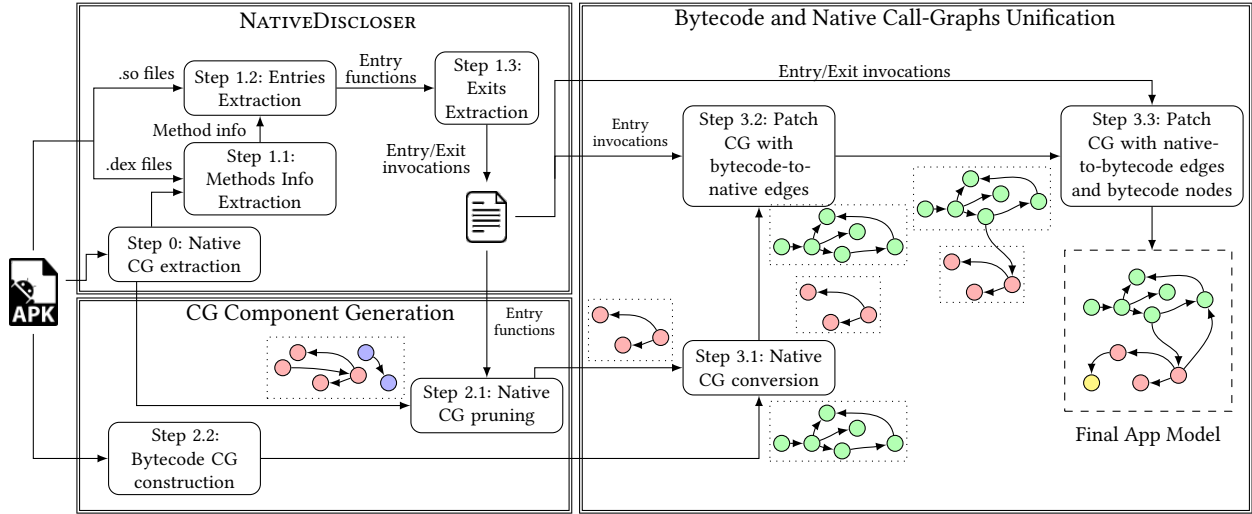 NATIVEDISCLOSER
.so files
Step 1.2: Entries
Extraction
Entry
functions
Step 1.3:
Exits
Extraction
Method info
.dex files
Step 1.1:
Methods Info
Extraction
Entry/Exit
invocations
Step 0: Native
CG extraction
APK
CG Component Generation
Entry
functions
Step 2.1: Native
CG pruning
Step 2.2:
Bytecode CG
construction
Bytecode and Native Call-Graphs Unification
Entry/Exit invocations
Entry
invocations
Step 3.2: Patch
CG with
bytecode-to-
native edges
Step 3.3: Patch
CG with native-
to-bytecode edges
and bytecode nodes
Step 3.1: Native
CG conversion
Final App Model